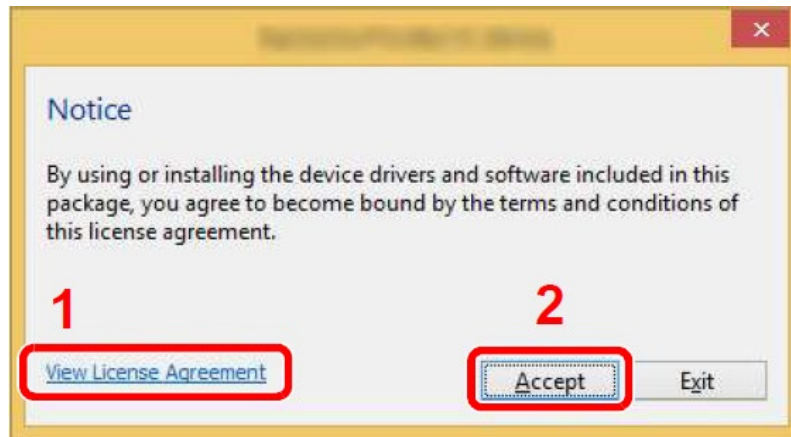 Notice
By using or installing the device drivers and software included in this
package, you agree to become bound by the terms and conditions of
this license agreement.
1
2
View License Agreement
Accept
Exit